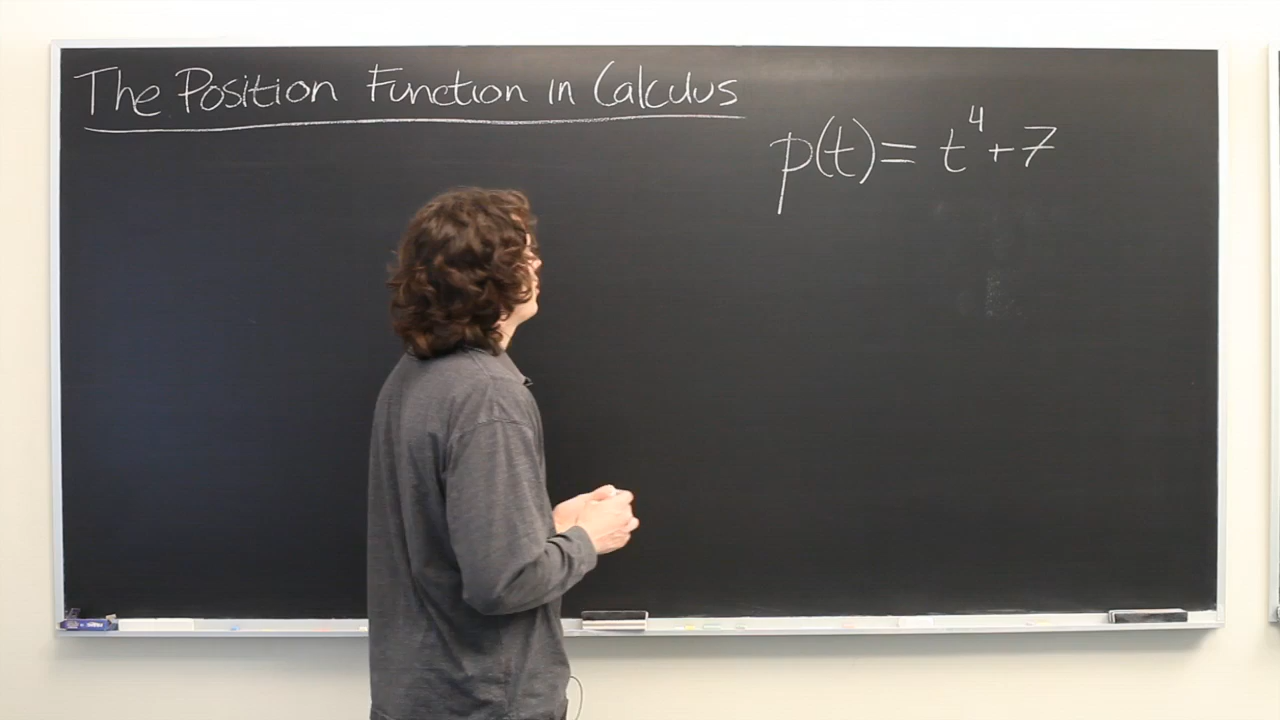 The Position Function in Calculus
p(t)= t⁴+7